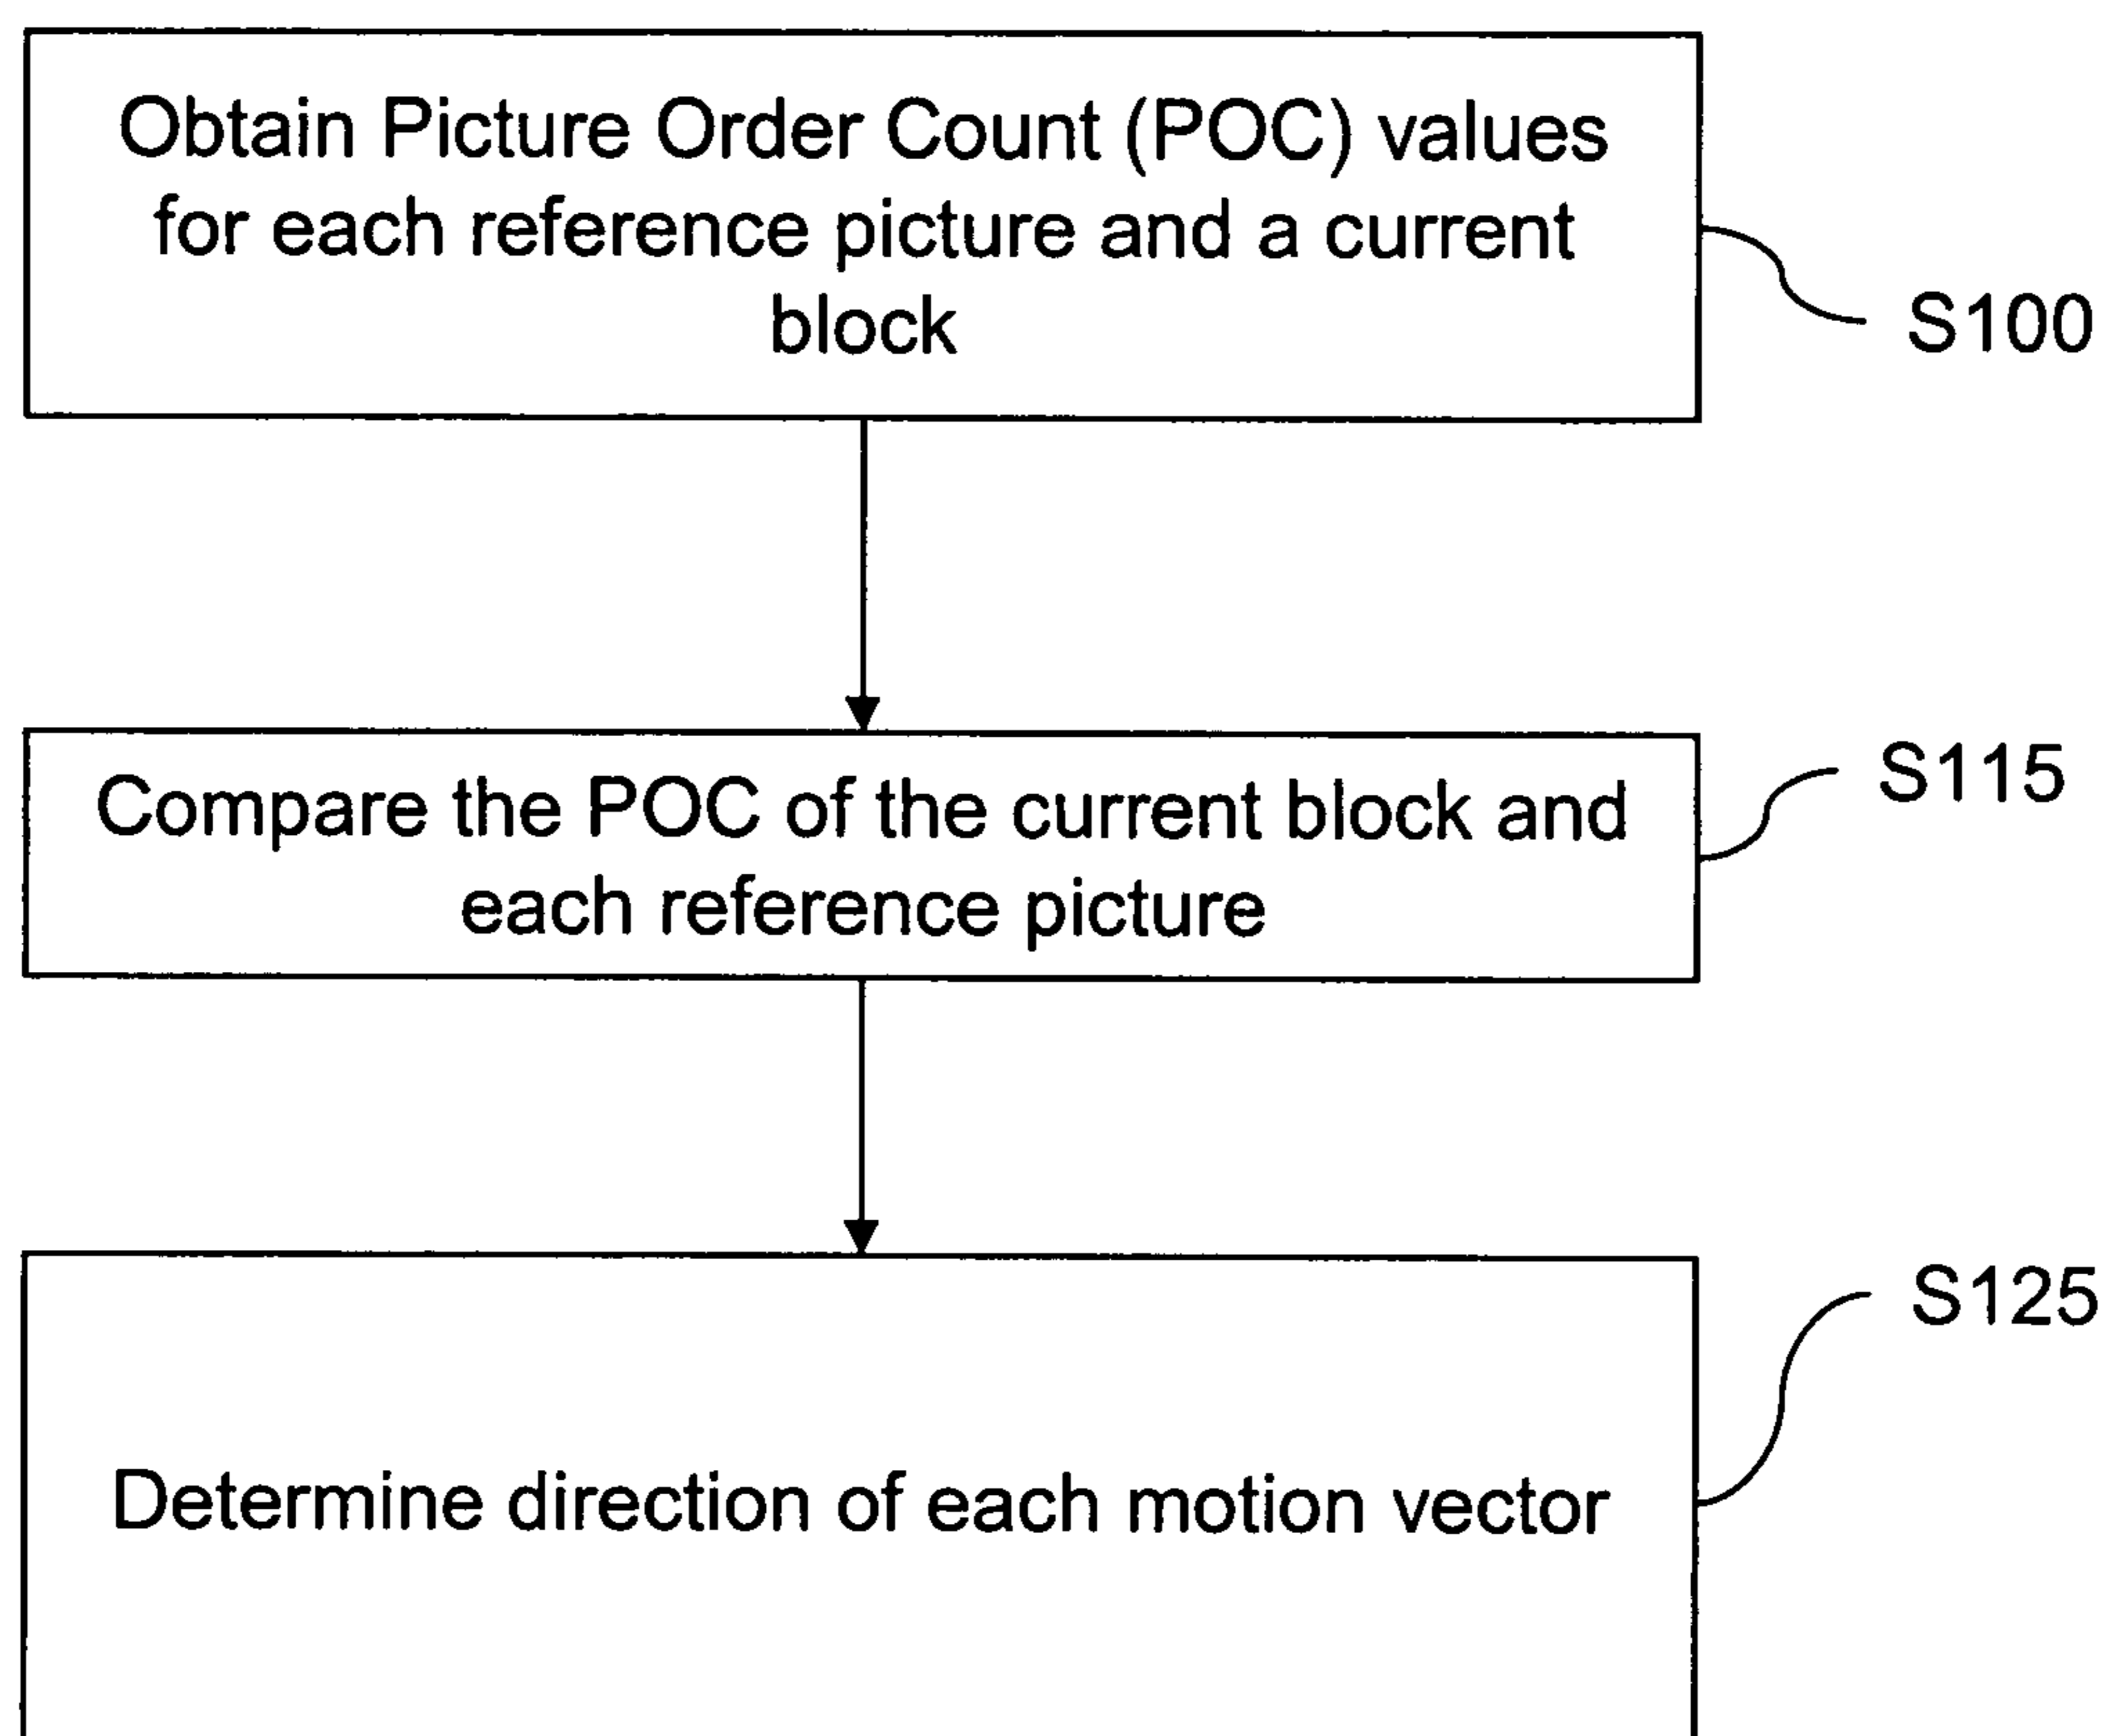 Obtain Picture Order Count (POC) values
for each reference picture and a current
block
S100
Compare the POC of the current block and
each reference picture
S115
Determine direction of each motion vector
S125